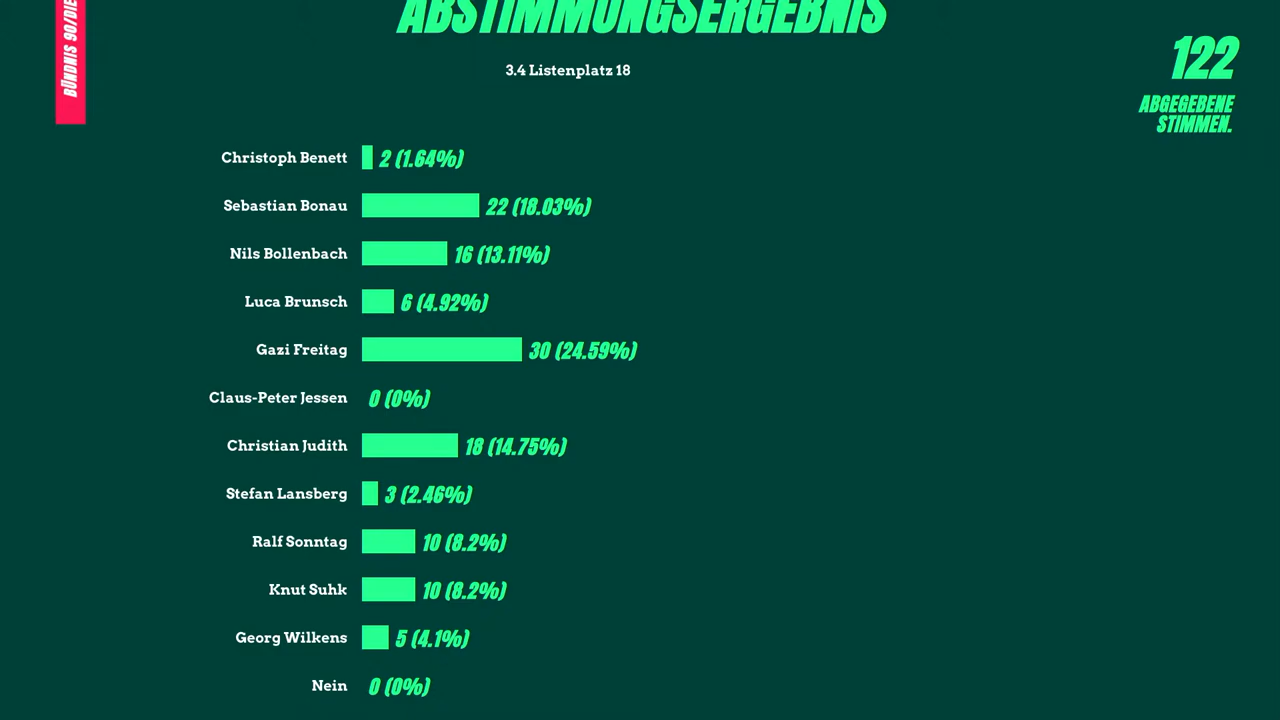 ABSTIMMUNGSERGEBNIS
BÜNDNIS 90/DIE
3.4 Listenplatz 18
122
ABGEGEBENE
STIMMEN.
Christoph Benett 2 (1.64%)
Sebastian Bonau 22 (18.03%)
Nils Bollenbach 16 (13.11%)
Luca Brunsch 6 (4.92%)
Gazi Freitag 30 (24.59%)
Claus-Peter Jessen 0 (0%)
Christian Judith 18 (14.75%)
Stefan Lansberg 3 (2.46%)
Ralf Sonntag 10 (8.2%)
Knut Suhk 10 (8.2%)
Georg Wilkens 5 (4.1%)
Nein 0 (0%)